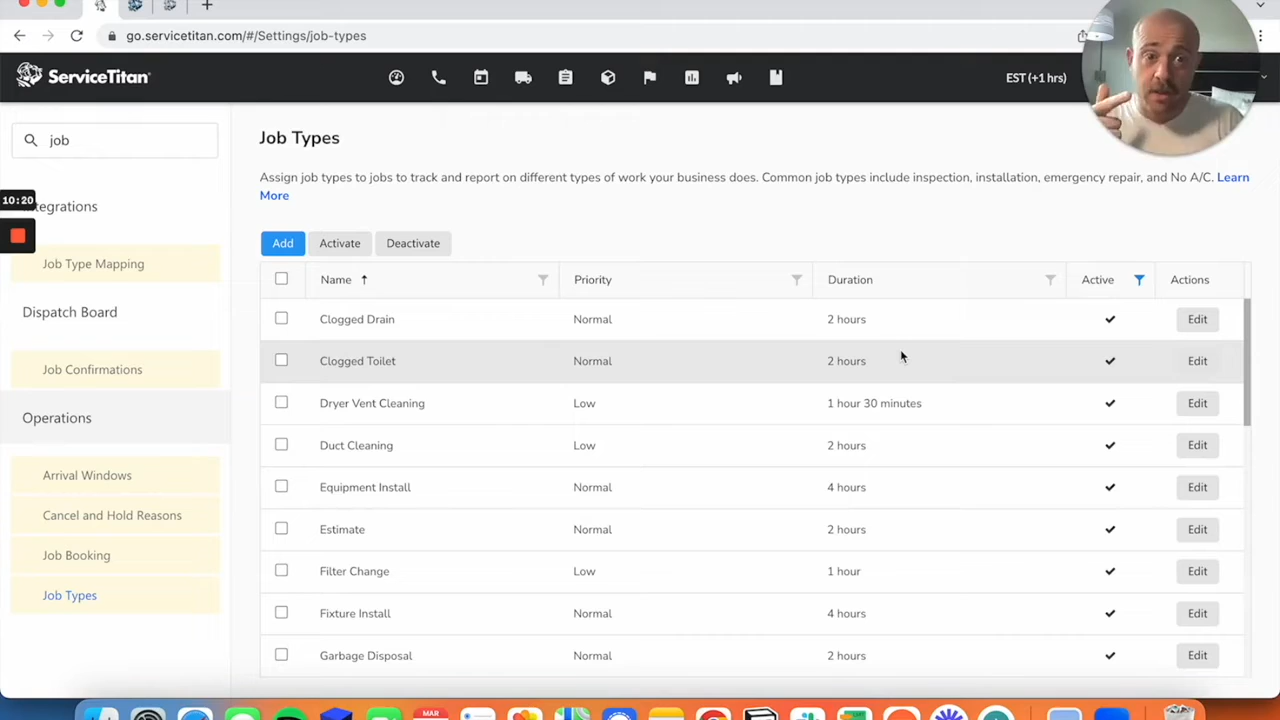 go.servicetitan.com/#/Settings/job-types
ServiceTitan
EST (+1 hrs)
job
10:20
Integrations
Job Type Mapping
Dispatch Board
Job Confirmations
Operations
Arrival Windows
Cancel and Hold Reasons
Job Booking
Job Types
Job Types
Assign job types to jobs to track and report on different types of work your business does. Common job types include inspection, installation, emergency repair, and No A/C. Learn
More
Add Activate Deactivate
Name Priority Duration Active Actions
Clogged Drain Normal 2 hours Edit
Clogged Toilet Normal 2 hours Edit
Dryer Vent Cleaning Low 1 hour 30 minutes Edit
Duct Cleaning Low 2 hours Edit
Equipment Install Normal 4 hours Edit
Estimate Normal 2 hours Edit
Filter Change Low 1 hour Edit
Fixture Install Normal 4 hours Edit
Garbage Disposal Normal 2 hours Edit
MAR